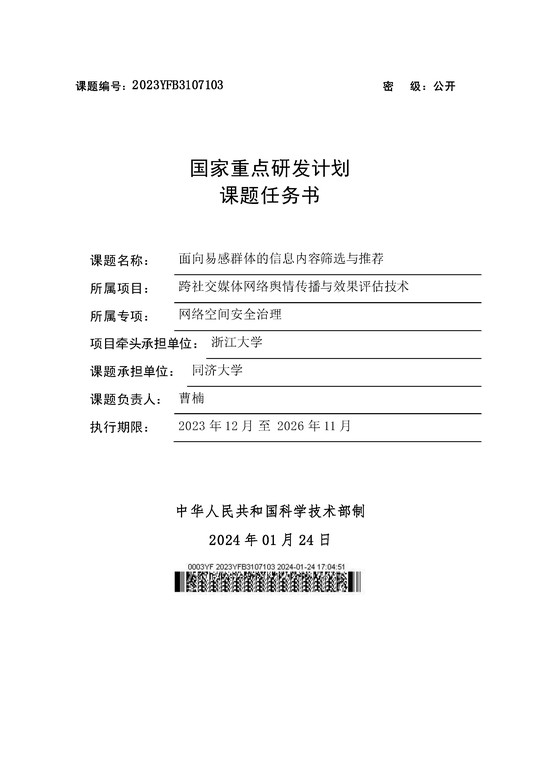 课题编号：2023YFB3107103 密 级：公开
国家重点研发计划
课题任务书
课题名称： 面向易感群体的信息内容筛选与推荐
所属项目： 跨社交媒体网络舆情传播与效果评估技术
所属专项： 网络空间安全治理
项目牵头承担单位： 浙江大学
课题承担单位： 同济大学
课题负责人： 曹楠
执行期限： 2023 年 12 月 至 2026 年 11 月
中华人民共和国科学技术部制
2024 年 01 月 24 日
0003YF 2023YFB3107103 2024-01-24 17:04:51